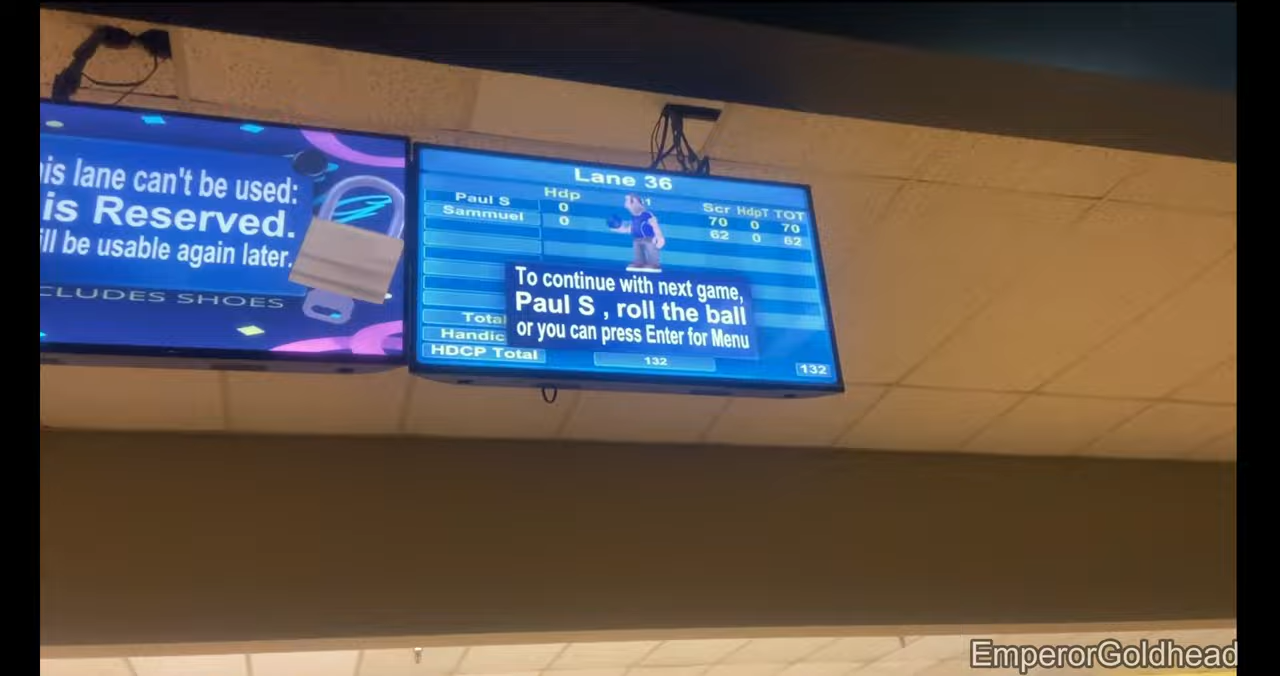 is lane can't be used:
is Reserved.
ll be usable again later.
CLUDES SHOES
Lane 36
Hdp 1 Scr HdpT TOT
Paul S 0 70 0 70
Sammuel 0 62 0 62
To continue with next game,
Paul S , roll the ball
or you can press Enter for Menu
Total
Handic
HDCP Total 132 132
EmperorGoldhead